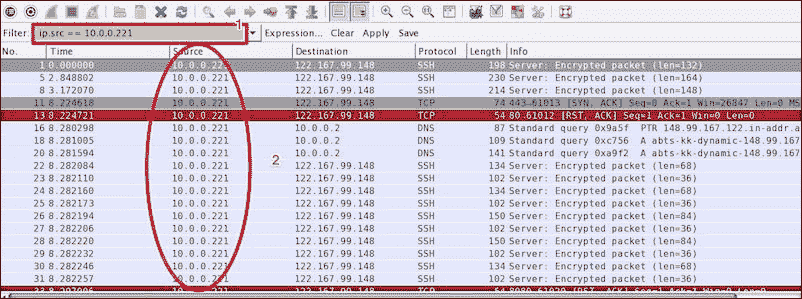 1
Filter: ip.src == 10.0.0.221 Expression... Clear Apply Save
No. Time Source Destination Protocol Length Info
1 0.000000 10.0.0.221 122.167.99.148 SSH 198 Server: Encrypted packet (len=132)
5 2.848802 10.0.0.221 122.167.99.148 SSH 230 Server: Encrypted packet (len=164)
8 3.172070 10.0.0.221 122.167.99.148 SSH 214 Server: Encrypted packet (len=148)
11 8.224618 10.0.0.221 122.167.99.148 TCP 74 443-61013 [SYN, ACK] Seq=0 Ack=1 Win=26847 Len=0 MS
13 8.224721 10.0.0.221 122.167.99.148 TCP 54 80-61012 [RST, ACK] Seq=1 Ack=1 Win=0 Len=0
16 8.280298 10.0.0.221 10.0.0.2 DNS 87 Standard query 0x9a5f PTR 148.99.167.122.in-addr.a
18 8.281005 10.0.0.221 10.0.0.2 DNS 109 Standard query 0xc756 A abts-kk-dynamic-148.99.167
20 8.281594 10.0.0.221 10.0.0.2 DNS 141 Standard query 0xa9f2 A abts-kk-dynamic-148.99.167
22 8.282084 10.0.0.221 122.167.99.148 SSH 134 Server: Encrypted packet (len=68)
23 8.282110 10.0.0.221 122.167.99.148 SSH 102 Server: Encrypted packet (len=36)
24 8.282160 10.0.0.221 122.167.99.148 SSH 134 Server: Encrypted packet (len=68)
25 8.282173 10.0.0.221 122.167.99.148 SSH 102 Server: Encrypted packet (len=36)
26 8.282194 10.0.0.221 122.167.99.148 SSH 150 Server: Encrypted packet (len=84)
27 8.282206 10.0.0.221 122.167.99.148 SSH 102 Server: Encrypted packet (len=36)
28 8.282220 10.0.0.221 122.167.99.148 SSH 150 Server: Encrypted packet (len=84)
29 8.282232 10.0.0.221 122.167.99.148 SSH 102 Server: Encrypted packet (len=36)
30 8.282246 10.0.0.221 122.167.99.148 SSH 134 Server: Encrypted packet (len=68)
31 8.282257 10.0.0.221 122.167.99.148 SSH 102 Server: Encrypted packet (len=36)
2